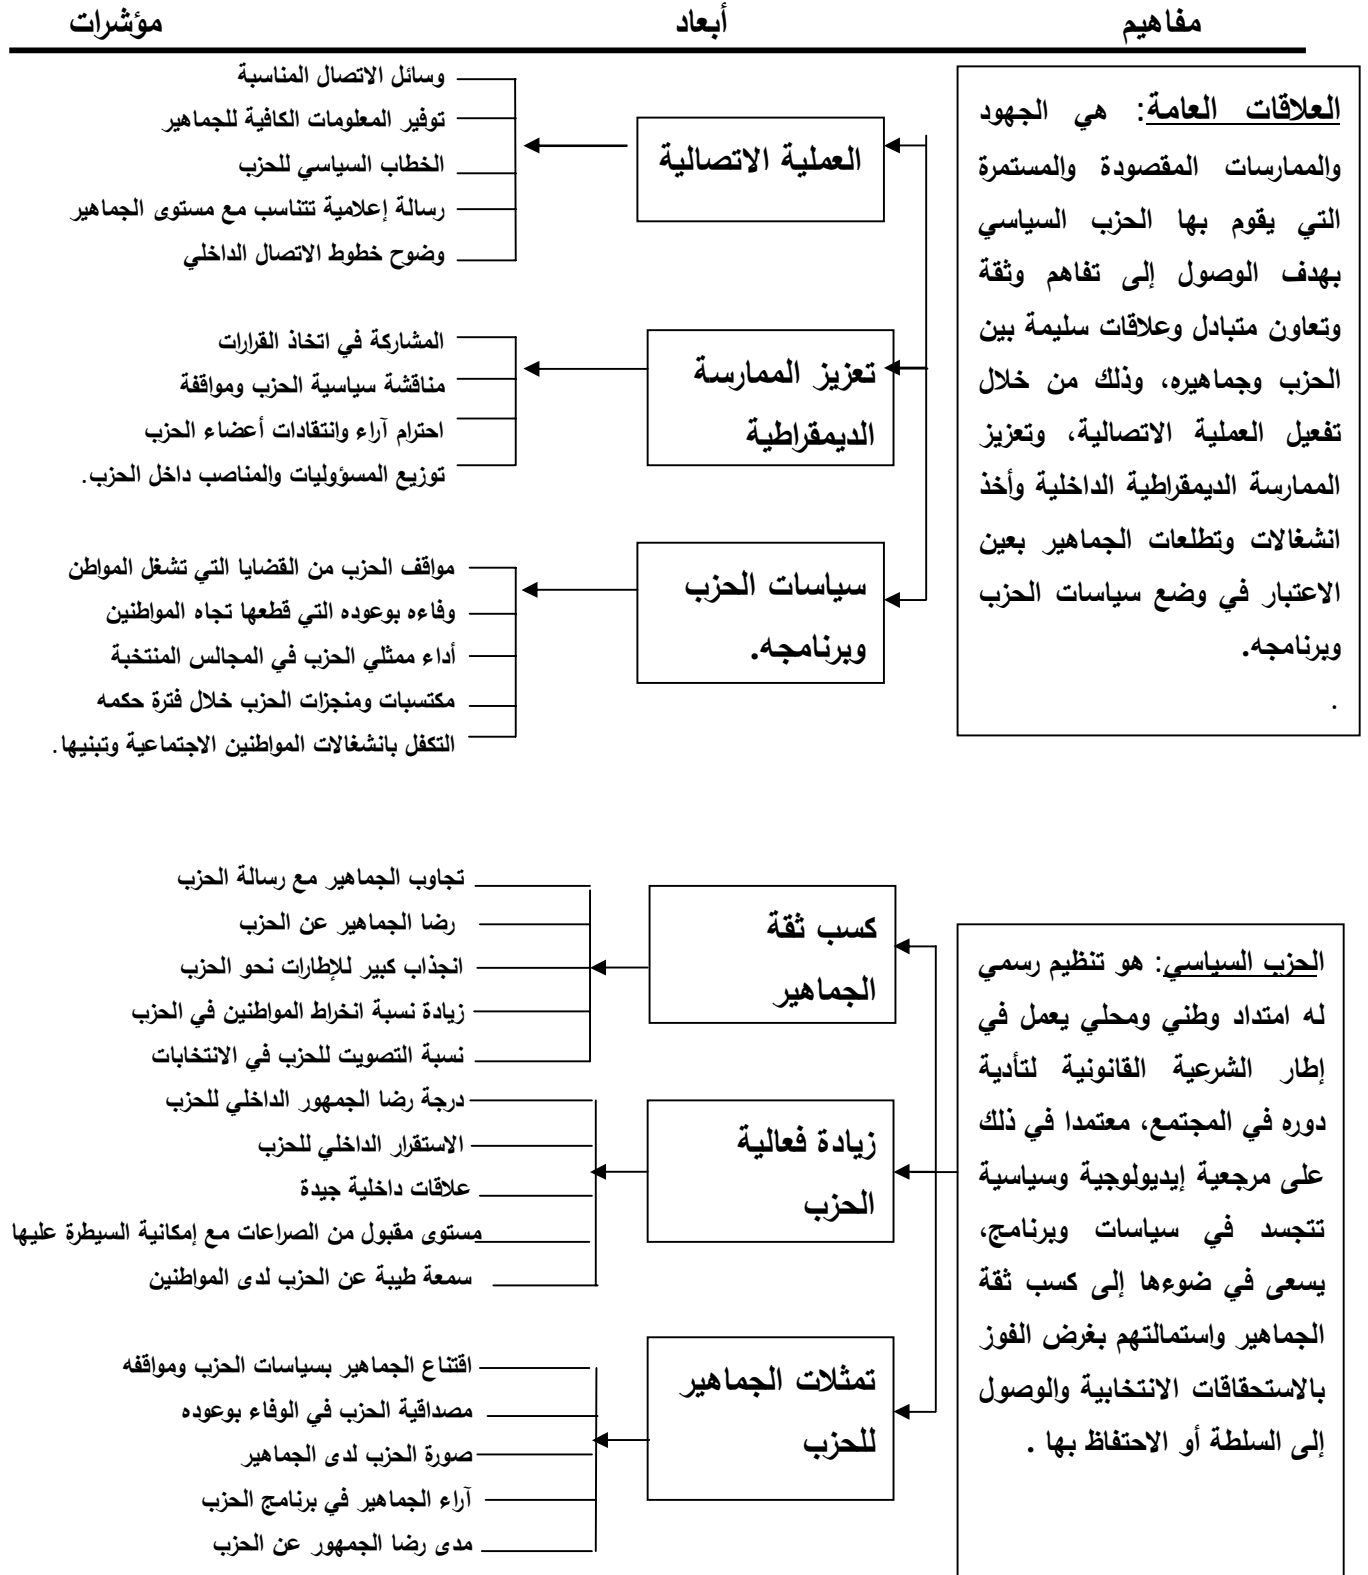 مفاهيم
أبعاد
مؤشرات
العلاقات العامة: هي الجهود
والممارسات المقصودة والمستمرة
التي يقوم بها الحزب السياسي
بهدف الوصول إلى تفاهم وثقة
وتعاون متبادل وعلاقات سليمة بين
الحزب وجماهيره، وذلك من خلال
تفعيل العملية الاتصالية، وتعزيز
الممارسة الديمقراطية الداخلية وأخذ
انشغالات وتطلعات الجماهير بعين
الاعتبار في وضع سياسات الحزب
وبرنامجه.
.
العملية الاتصالية
وسائل الاتصال المناسبة
توفير المعلومات الكافية للجماهير
الخطاب السياسي للحزب
رسالة إعلامية تتناسب مع مستوى الجماهير
وضوح خطوط الاتصال الداخلي
تعزيز الممارسة
الديمقراطية
المشاركة في اتخاذ القرارات
مناقشة سياسية الحزب ومواقفة
احترام آراء وانتقادات أعضاء الحزب
توزيع المسؤوليات والمناصب داخل الحزب.
سياسات الحزب
وبرنامجه.
مواقف الحزب من القضايا التي تشغل المواطن
وفاءه بوعوده التي قطعها تجاه المواطنين
أداء ممثلي الحزب في المجالس المنتخبة
مكتسبات ومنجزات الحزب خلال فترة حكمه
التكفل بانشغالات المواطنين الاجتماعية وتبنيها.
الحزب السياسي: هو تنظيم رسمي
له امتداد وطني ومحلي يعمل في
إطار الشرعية القانونية لتأدية
دوره في المجتمع، معتمدا في ذلك
على مرجعية إيديولوجية وسياسية
تتجسد في سياسات وبرنامج،
يسعى في ضوءها إلى كسب ثقة
الجماهير واستمالتهم بغرض الفوز
بالاستحقاقات الانتخابية والوصول
إلى السلطة أو الاحتفاظ بها .
كسب ثقة
الجماهير
تجاوب الجماهير مع رسالة الحزب
رضا الجماهير عن الحزب
انجذاب كبير للإطارات نحو الحزب
زيادة نسبة انخراط المواطنين في الحزب
نسبة التصويت للحزب في الانتخابات
زيادة فعالية
الحزب
درجة رضا الجمهور الداخلي للحزب
الاستقرار الداخلي للحزب
علاقات داخلية جيدة
مستوى مقبول من الصراعات مع إمكانية السيطرة عليها
سمعة طيبة عن الحزب لدى المواطنين
تمثلات الجماهير
للحزب
اقتناع الجماهير بسياسات الحزب ومواقفه
مصداقية الحزب في الوفاء بوعوده
صورة الحزب لدى الجماهير
آراء الجماهير في برنامج الحزب
مدى رضا الجمهور عن الحزب